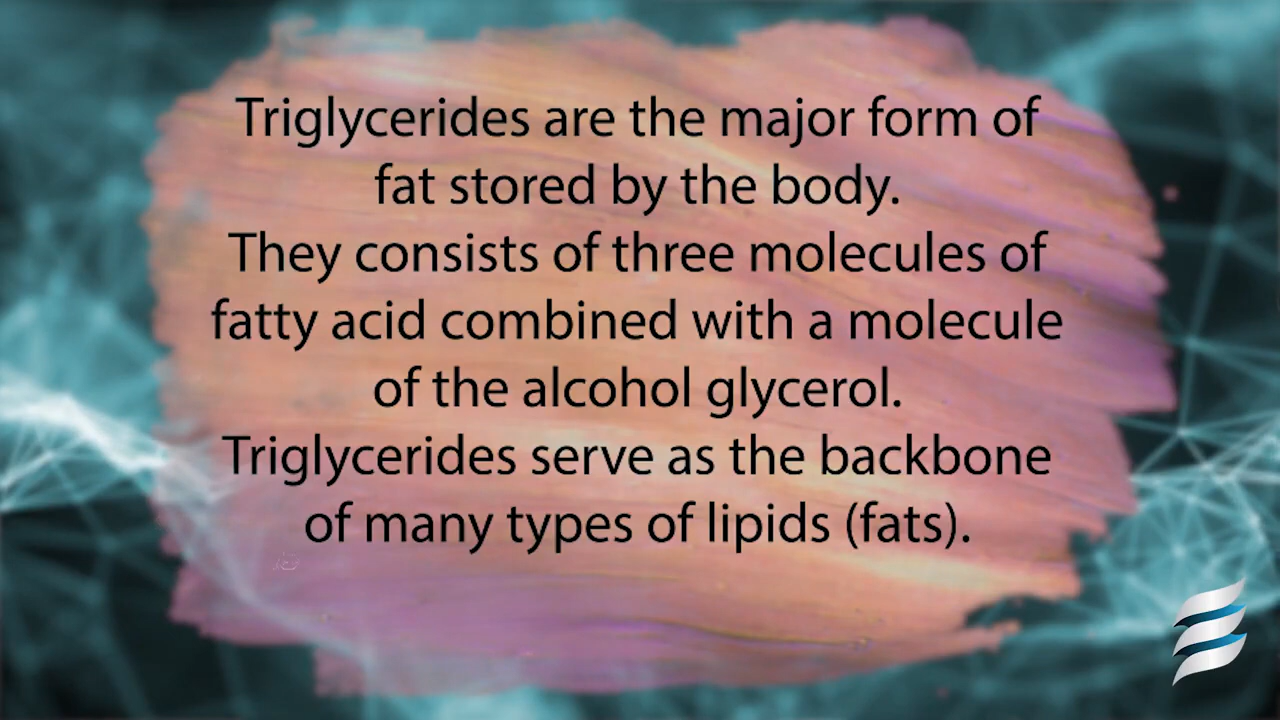 Triglycerides are the major form of
fat stored by the body.
They consists of three molecules of
fatty acid combined with a molecule
of the alcohol glycerol.
Triglycerides serve as the backbone
of many types of lipids (fats).